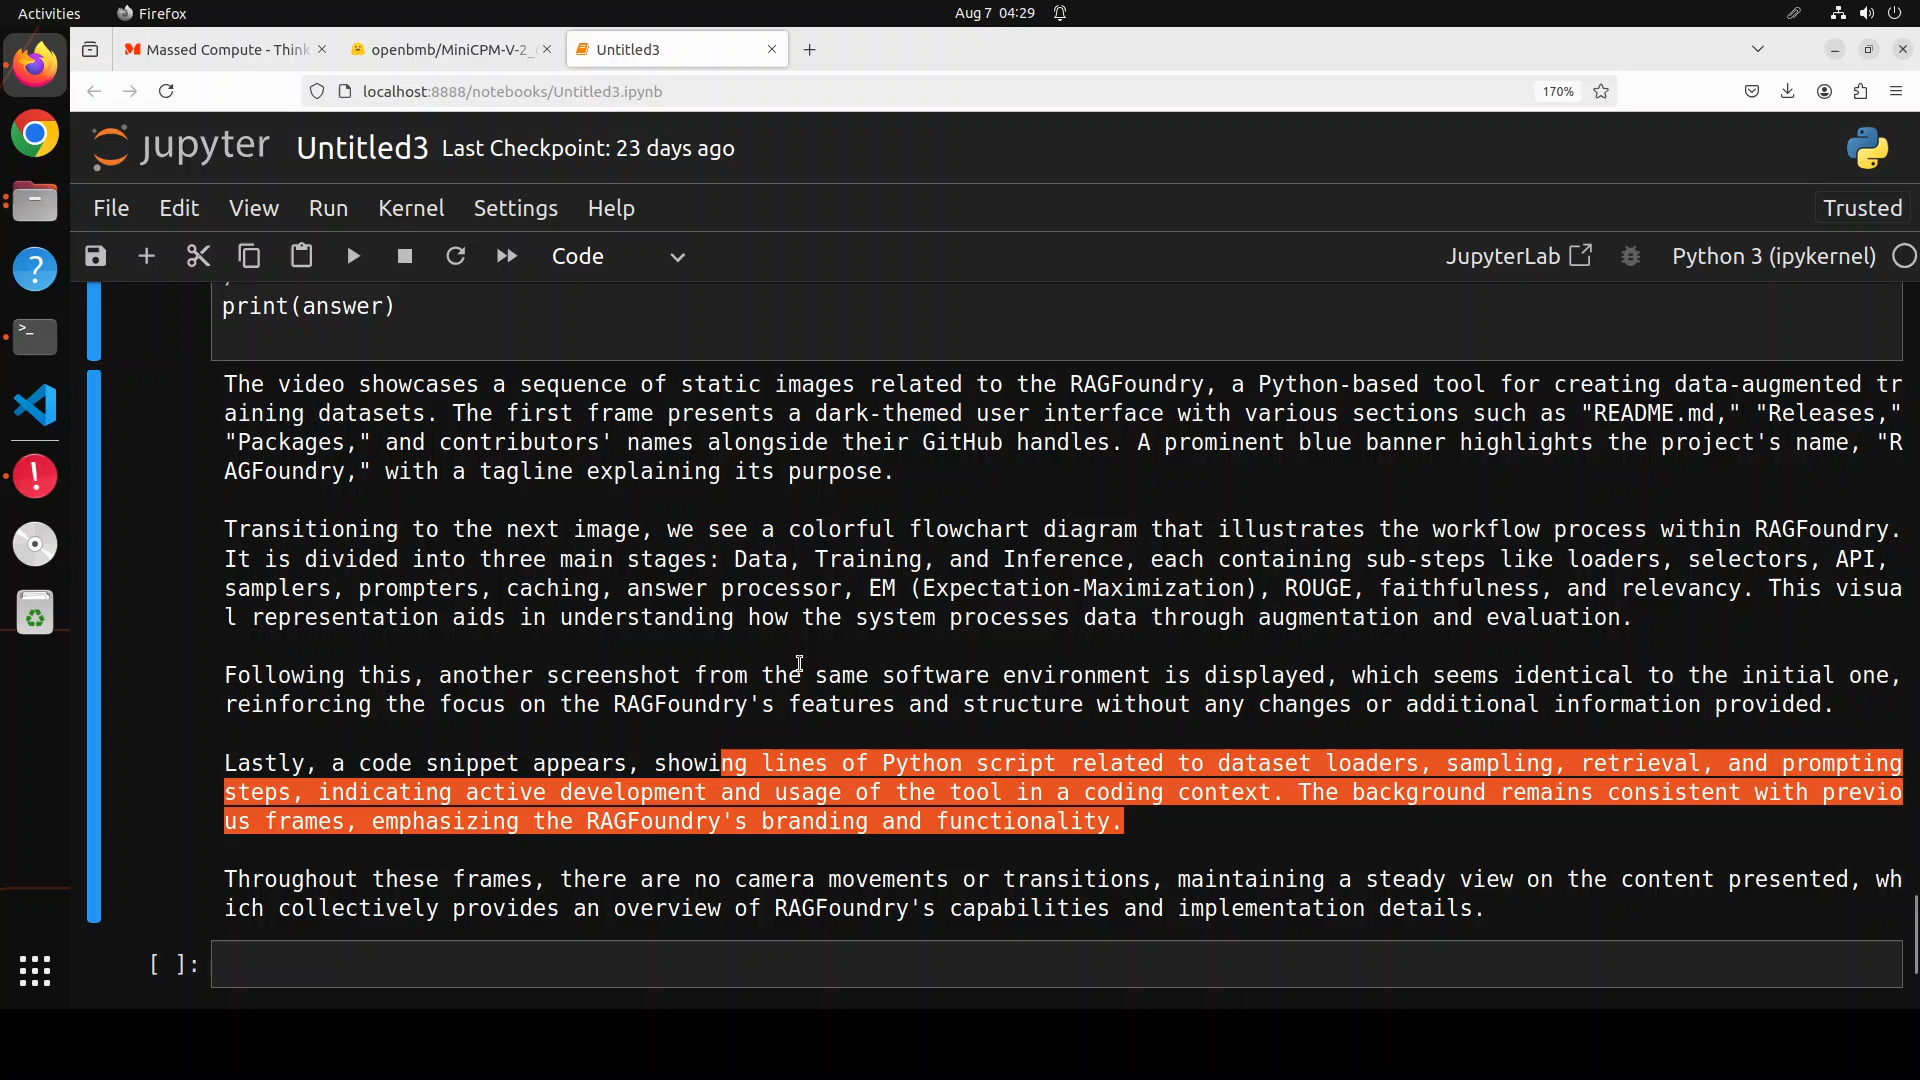 Activities
Firefox
Aug 7 04:29
Massed Compute - Think
openbmb/MiniCPM-V-2_
Untitled3
localhost:8888/notebooks/Untitled3.ipynb
170%
jupyter
Untitled3 Last Checkpoint: 23 days ago
File Edit View Run Kernel Settings Help
Trusted
Code
JupyterLab
Python 3 (ipykernel)
print(answer)
The video showcases a sequence of static images related to the RAGFoundry, a Python-based tool for creating data-augmented tr
aining datasets. The first frame presents a dark-themed user interface with various sections such as "README.md," "Releases,"
"Packages," and contributors' names alongside their GitHub handles. A prominent blue banner highlights the project's name, "R
AGFoundry," with a tagline explaining its purpose.
Transitioning to the next image, we see a colorful flowchart diagram that illustrates the workflow process within RAGFoundry.
It is divided into three main stages: Data, Training, and Inference, each containing sub-steps like loaders, selectors, API,
samplers, prompters, caching, answer processor, EM (Expectation-Maximization), ROUGE, faithfulness, and relevancy. This visua
l representation aids in understanding how the system processes data through augmentation and evaluation.
Following this, another screenshot from the same software environment is displayed, which seems identical to the initial one,
reinforcing the focus on the RAGFoundry's features and structure without any changes or additional information provided.
Lastly, a code snippet appears, showing lines of Python script related to dataset loaders, sampling, retrieval, and prompting
steps, indicating active development and usage of the tool in a coding context. The background remains consistent with previo
us frames, emphasizing the RAGFoundry's branding and functionality.
Throughout these frames, there are no camera movements or transitions, maintaining a steady view on the content presented, wh
ich collectively provides an overview of RAGFoundry's capabilities and implementation details.
[ ]: